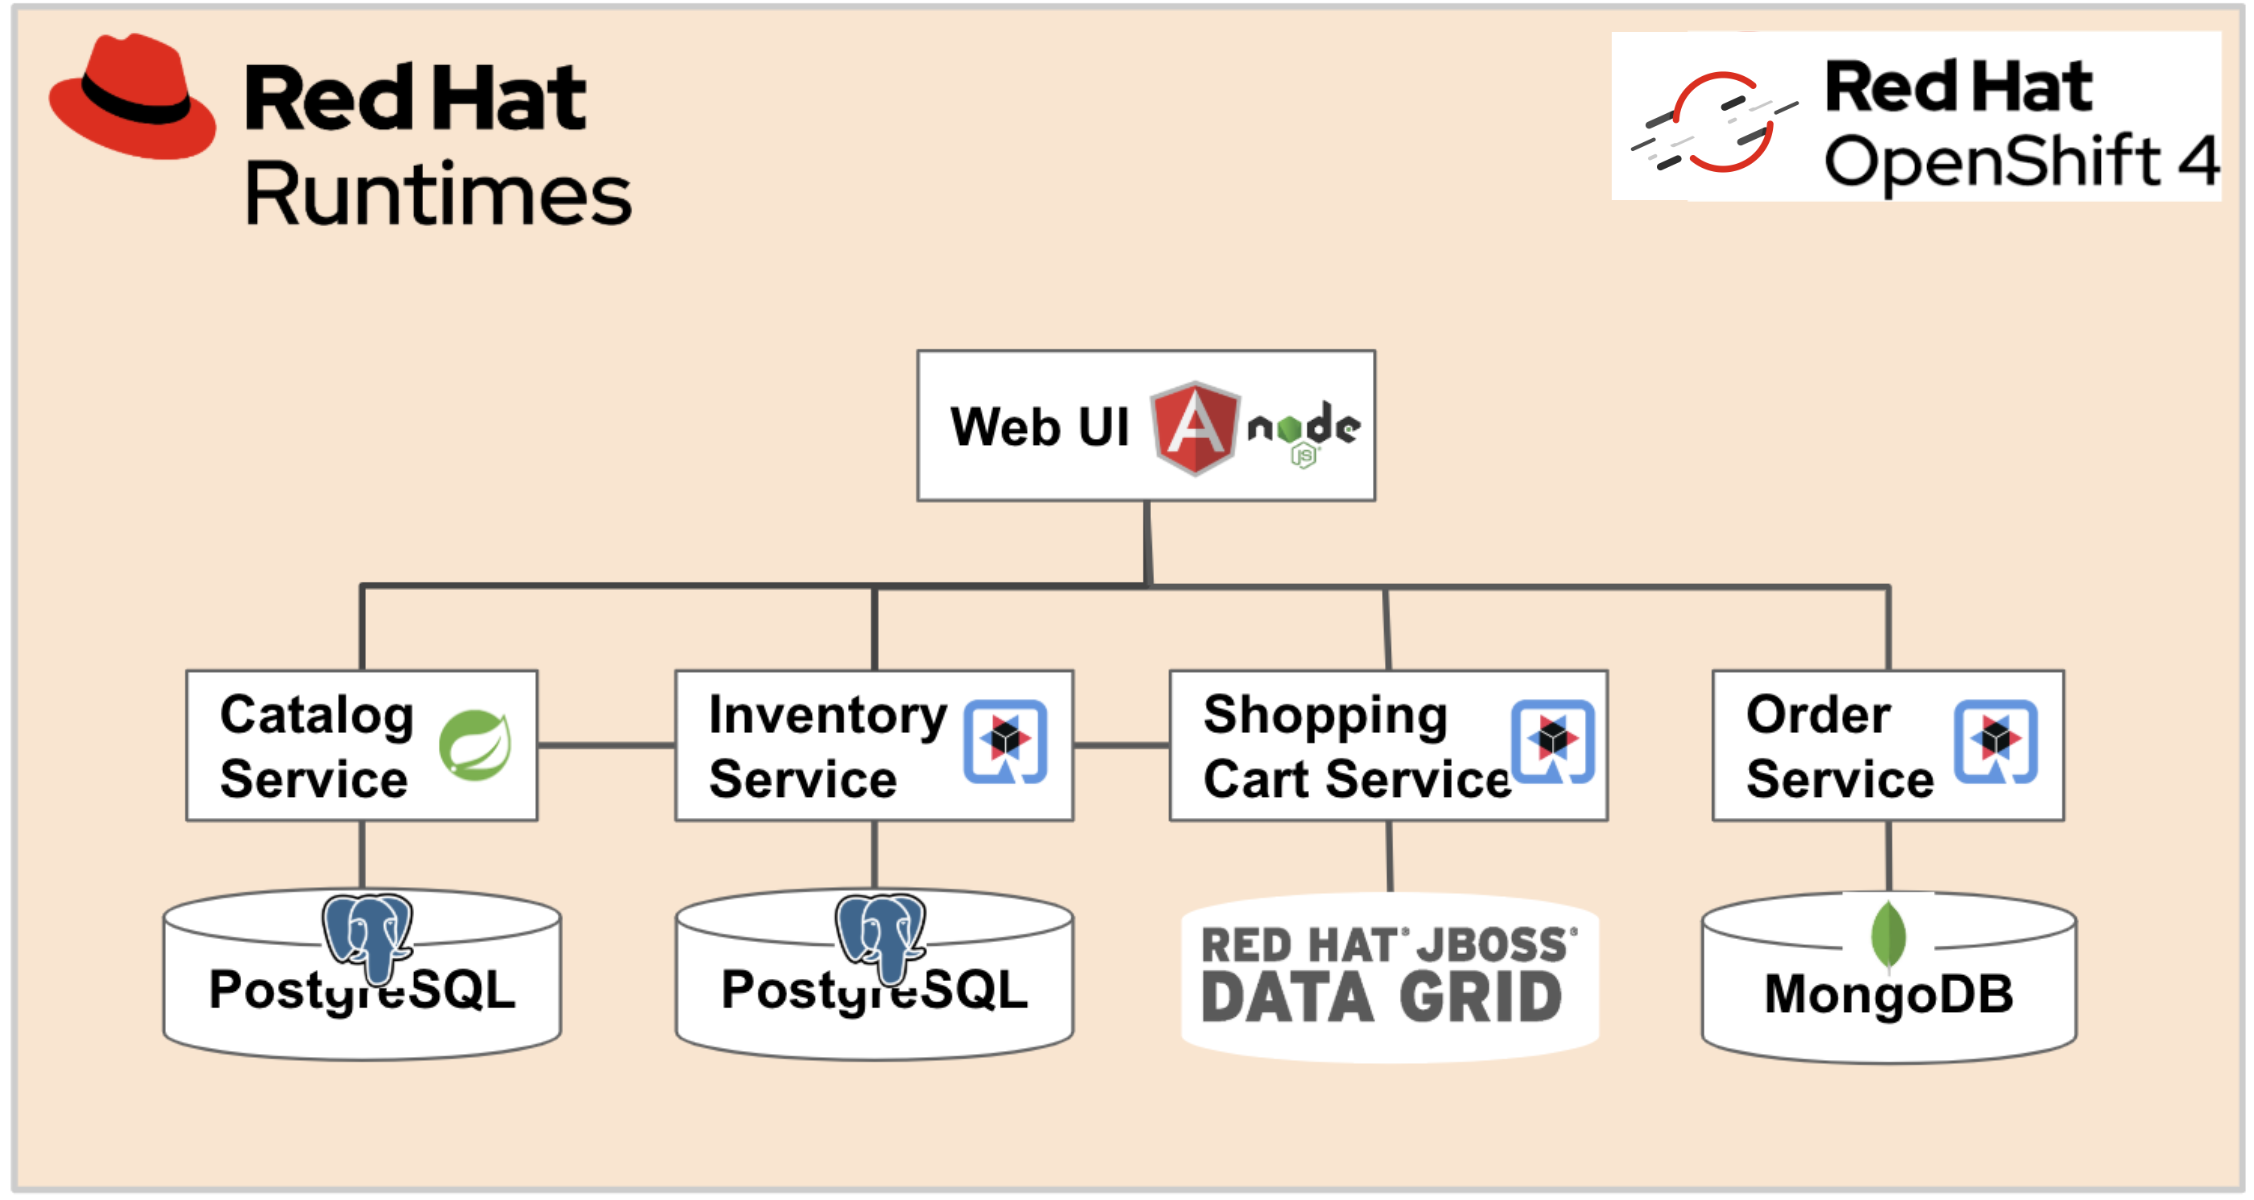 Red Hat
Runtimes
Red Hat
OpenShift 4
Web UI
node
JS
Catalog
Service
Inventory
Service
Shopping
Cart Service
Order
Service
PostgreSQL
PostgreSQL
RED HAT® JBOSS®
DATA GRID
MongoDB